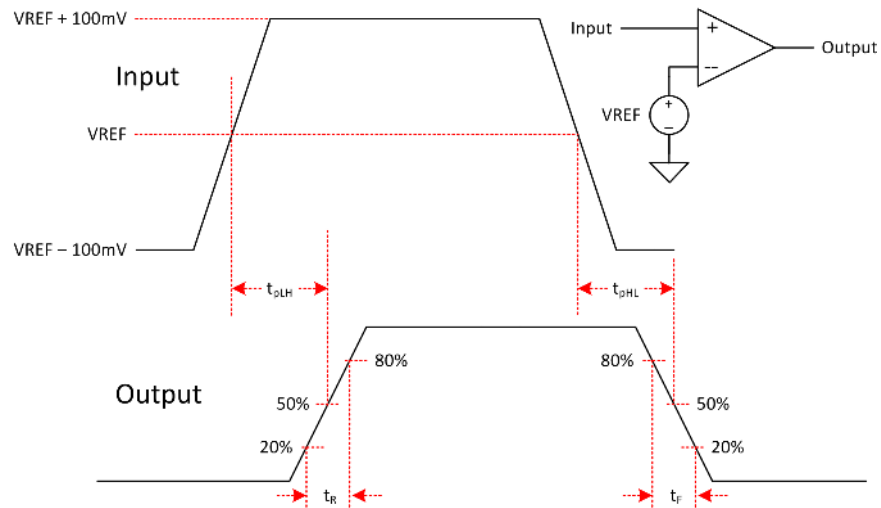 VREF + 100mV
Input
VREF
VREF – 100mV
Input
+
--
Output
VREF
+
–
tpLH
tpHL
Output
80%
50%
20%
80%
50%
20%
tR
tF